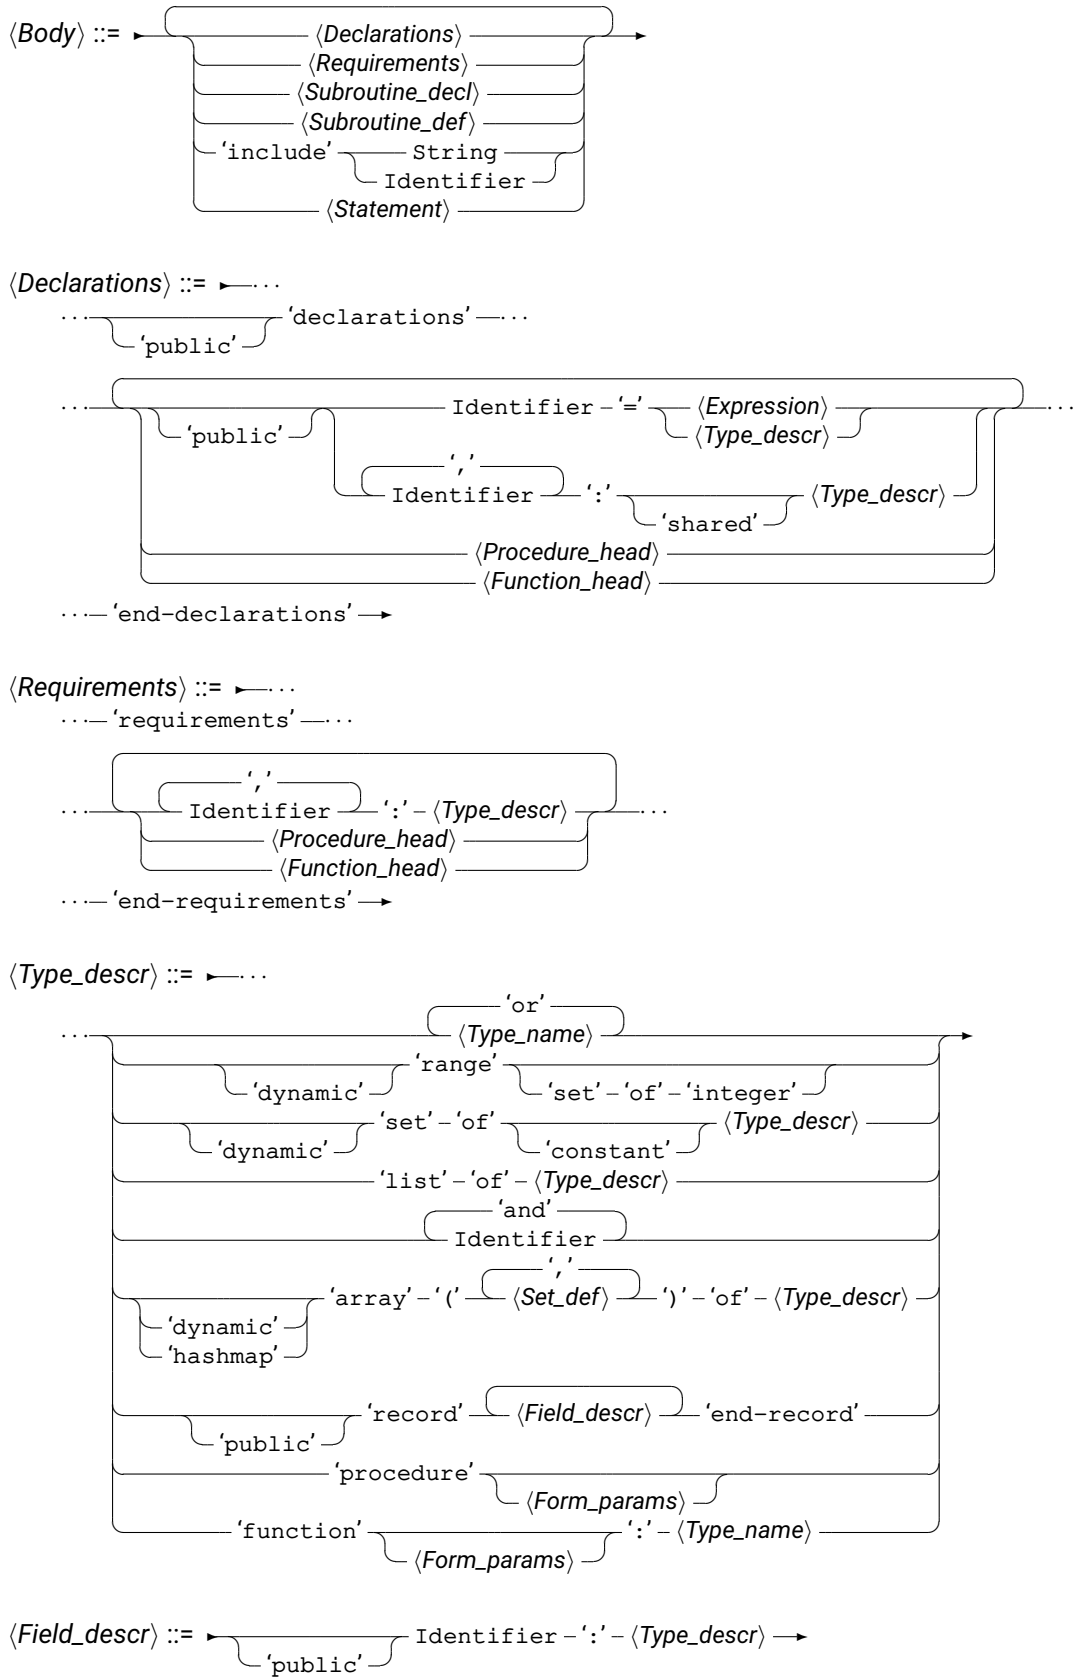 ⟨Body⟩ ::= ⟨Declarations⟩
⟨Requirements⟩
⟨Subroutine_decl⟩
⟨Subroutine_def⟩
‘include’ String
Identifier
⟨Statement⟩
⟨Declarations⟩ ::= ···
··· ‘declarations’ ···
‘public’
··· Identifier ‘=’ ⟨Expression⟩ ···
‘public’ ⟨Type_descr⟩
‘,’
Identifier ‘:’ ⟨Type_descr⟩
‘shared’
⟨Procedure_head⟩
⟨Function_head⟩
··· ‘end-declarations’
⟨Requirements⟩ ::= ···
··· ‘requirements’ ···
‘,’
··· Identifier ‘:’ ⟨Type_descr⟩ ···
⟨Procedure_head⟩
⟨Function_head⟩
··· ‘end-requirements’
⟨Type_descr⟩ ::= ···
‘or’
··· ⟨Type_name⟩
‘range’
‘dynamic’ ‘set’ ‘of’ ‘integer’
‘set’ ‘of’ ⟨Type_descr⟩
‘dynamic’ ‘constant’
‘list’ ‘of’ ⟨Type_descr⟩
‘and’
Identifier
‘,’
‘array’ ‘(’ ⟨Set_def⟩ ‘)’ ‘of’ ⟨Type_descr⟩
‘dynamic’
‘hashmap’
‘record’ ⟨Field_descr⟩ ‘end-record’
‘public’
‘procedure’
⟨Form_params⟩
‘function’ ‘:’ ⟨Type_name⟩
⟨Form_params⟩
⟨Field_descr⟩ ::= Identifier ‘:’ ⟨Type_descr⟩
‘public’